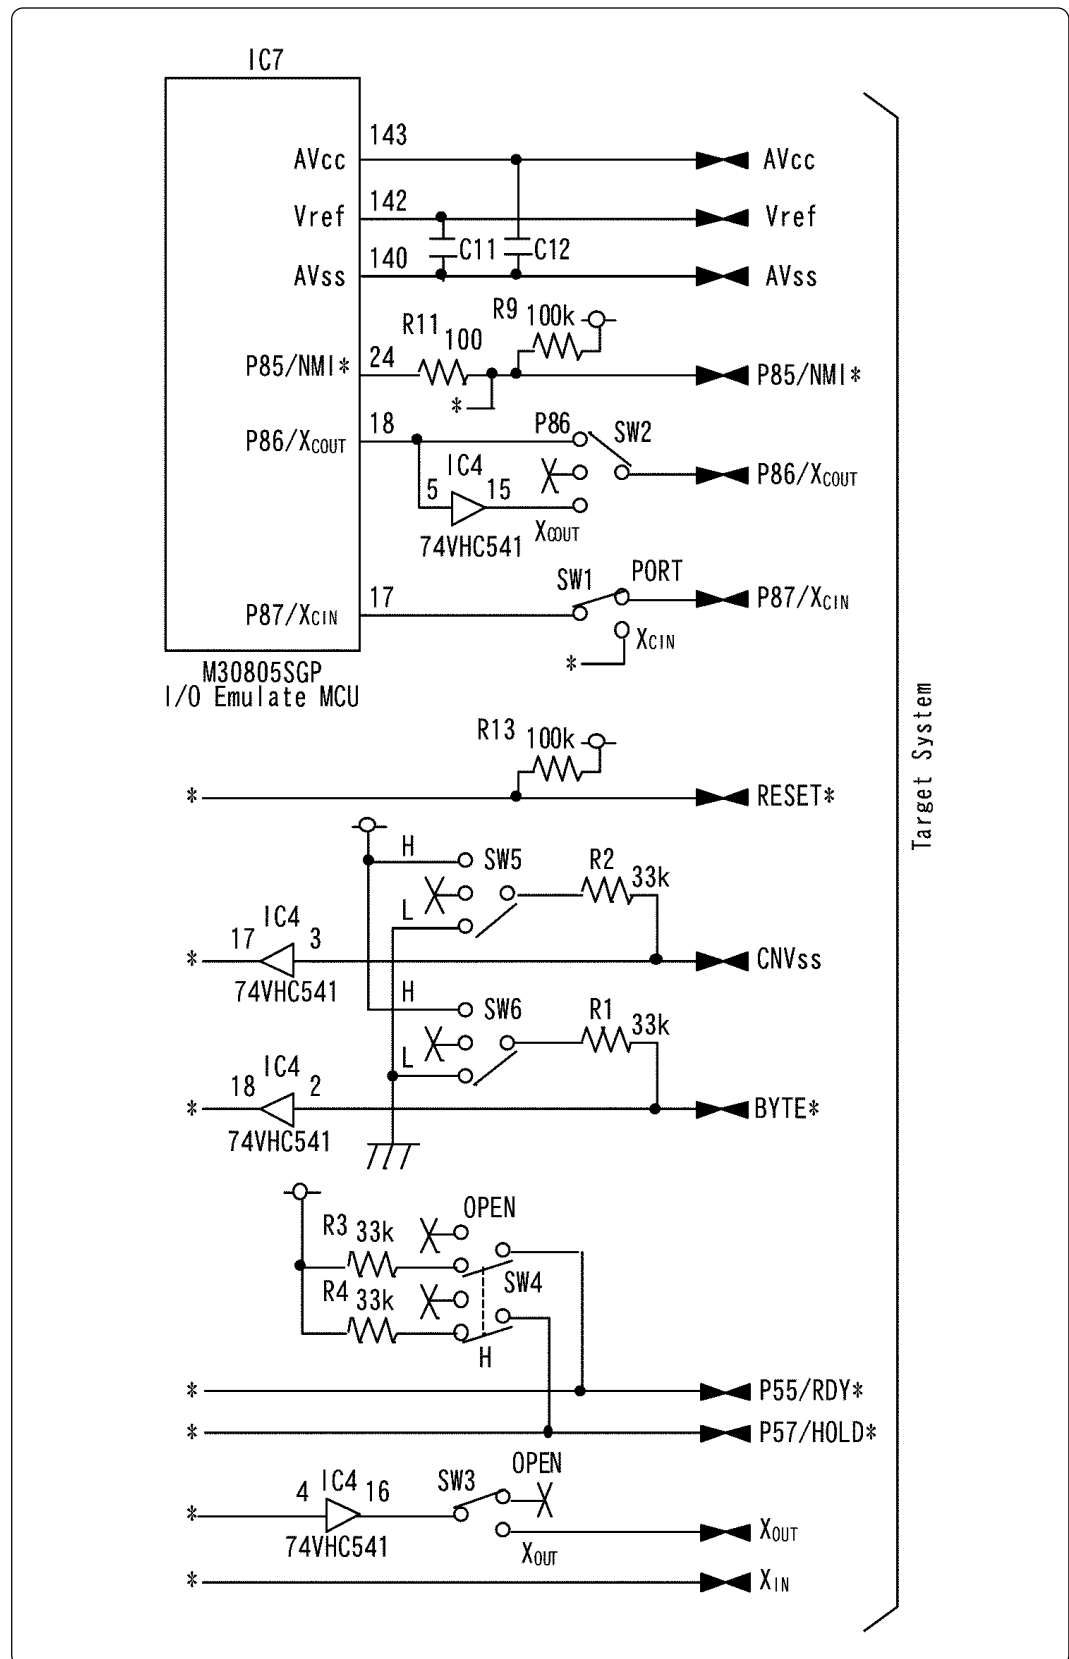 IC7
143
AVcc
AVcc
142
Vref
Vref
C11
C12
140
AVss
AVss
R9
100k
R11
100
24
P85/NMI*
P85/NMI*
*
18
P86
SW2
P86/XCOUT
IC4
P86/XCOUT
5
15
XCOUT
74VHC541
PORT
SW1
17
P87/XCIN
P87/XCIN
XCIN
*
M30805SGP
I/O Emulate MCU
Target System
R13
100k
*
RESET*
H
SW5
R2
33k
L
IC4
17
3
*
CNVss
74VHC541
H
SW6
R1
33k
L
IC4
18
2
*
BYTE*
74VHC541
OPEN
R3
33k
SW4
R4
33k
H
*
P55/RDY*
*
P57/HOLD*
OPEN
IC4
SW3
4
16
*
XOUT
74VHC541
XOUT
*
XIN